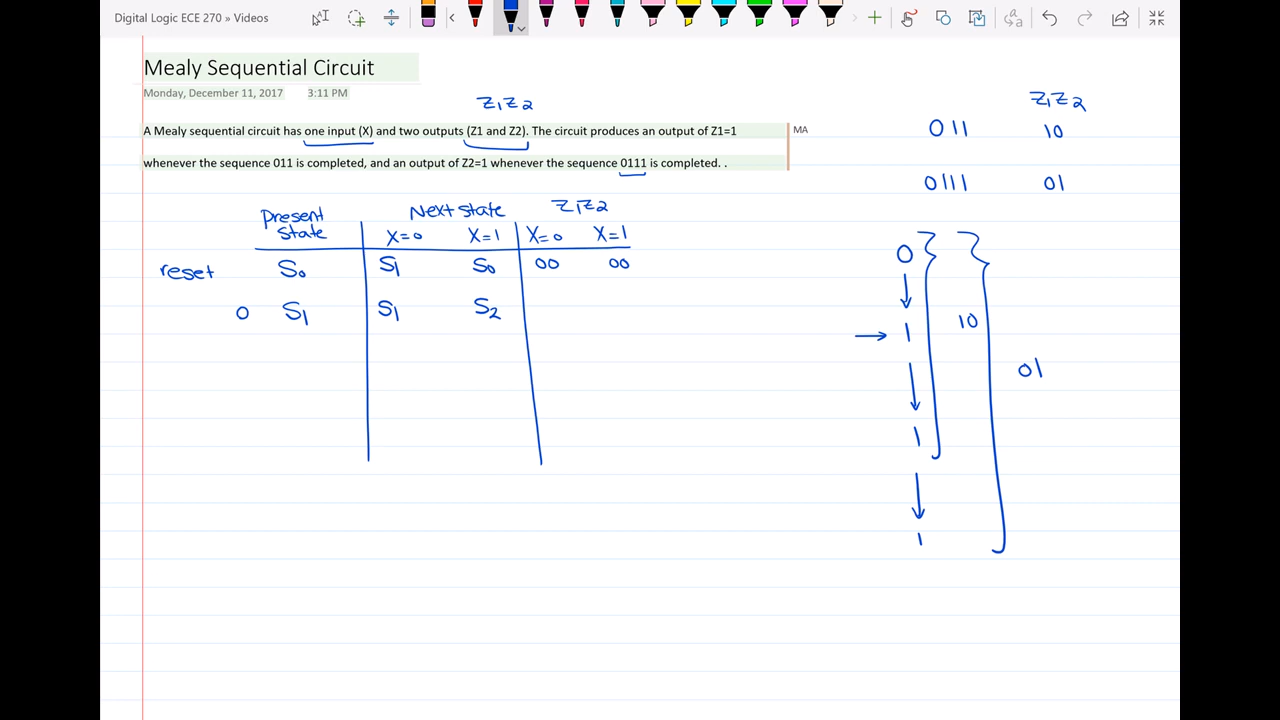 Digital Logic ECE 270 » Videos
Mealy Sequential Circuit
Monday, December 11, 2017 3:11 PM
Z1Z2
A Mealy sequential circuit has one input (X) and two outputs (Z1 and Z2). The circuit produces an output of Z1=1
MA
whenever the sequence 011 is completed, and an output of Z2=1 whenever the sequence 0111 is completed. .
Z1Z2
011 10
0111 01
Present State Next State Z1Z2
X=0 X=1 X=0 X=1
reset S0 S1 S0 00 00
0 S1 S1 S2
0
1
1
1
10
01